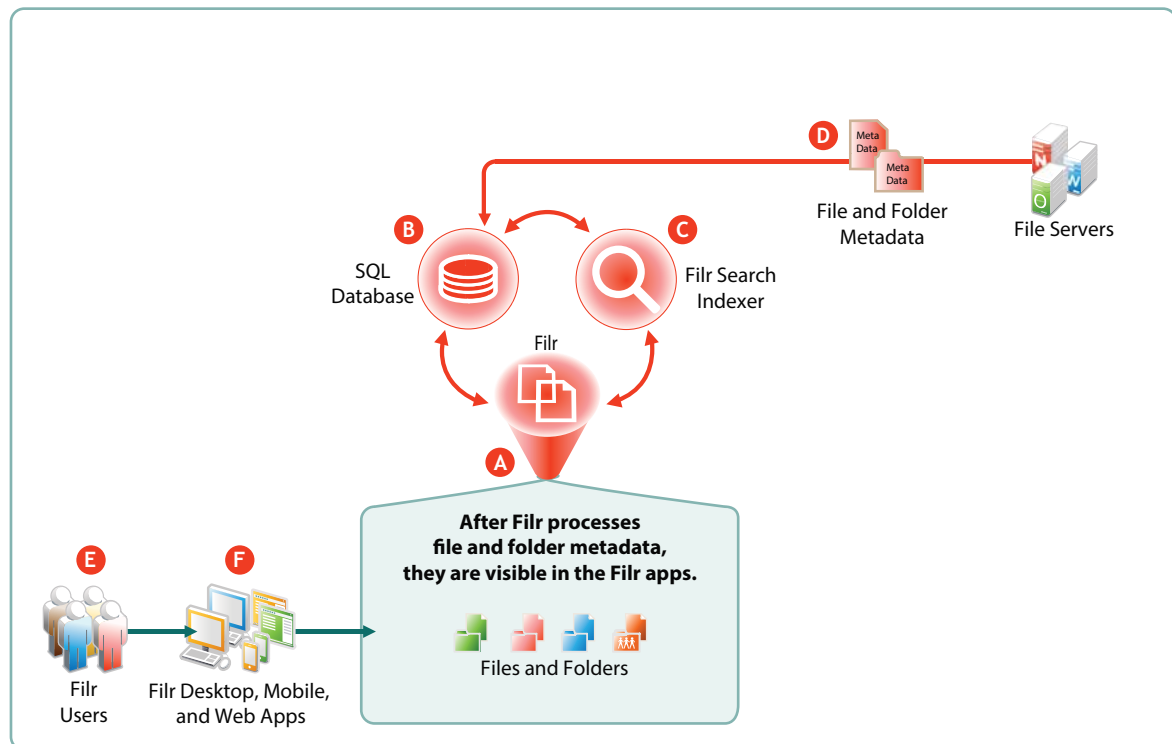 D
Meta
Data
Meta
Data
File and Folder
Metadata
File Servers
N
W
O
B
SQL
Database
C
Filr Search
Indexer
Filr
A
After Filr processes
file and folder metadata,
they are visible in the Filr apps.
Files and Folders
E
Filr
Users
F
Filr Desktop, Mobile,
and Web Apps